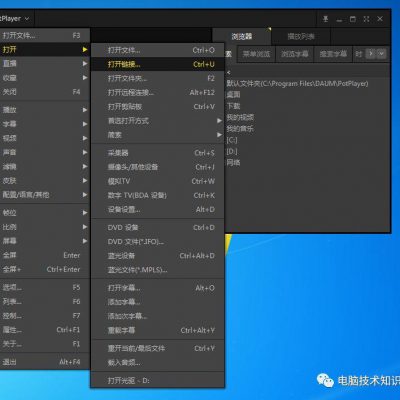 PotPlayer
打开文件... F3
打开
直播
收藏
关闭 F4
播放
字幕
视频
声音
滤镜
皮肤
配置/语言/其他
帧位
比例
屏幕
全屏 Enter
全屏+ Ctrl+Enter
选项... F5
列表... F6
控制... F7
属性... Ctrl+F1
关于... F1
退出 Alt+F4
打开文件... Ctrl+O
打开链接... Ctrl+U
打开文件夹... F2
打开远程连接... Alt+F12
打开剪贴板 Ctrl+V
首选打开方式
采集器 Ctrl+S
摄像头/其他设备 Ctrl+J
模拟TV Ctrl+W
数字 TV(BDA 设备) Ctrl+K
设备设置... Alt+D
DVD 设备 Ctrl+D
DVD 文件(*.IFO)...
蓝光设备 Ctrl+Alt+D
蓝光文件(*.MPLS)...
打开字幕... Alt+O
添加字幕...
添加次字幕...
重载字幕 Ctrl+Alt+Y
重开当前/最后文件 Ctrl+Y
载入音频...
打开光驱 - D:
浏览器 播放列表
菜单浏览 浏览字幕 搜索字幕
<
默认文件夹(C:\Program Files\DAUM\PotPlayer)
桌面
下载
我的视频
我的音乐
[C:]
[D:]
网络
电脑技术知识